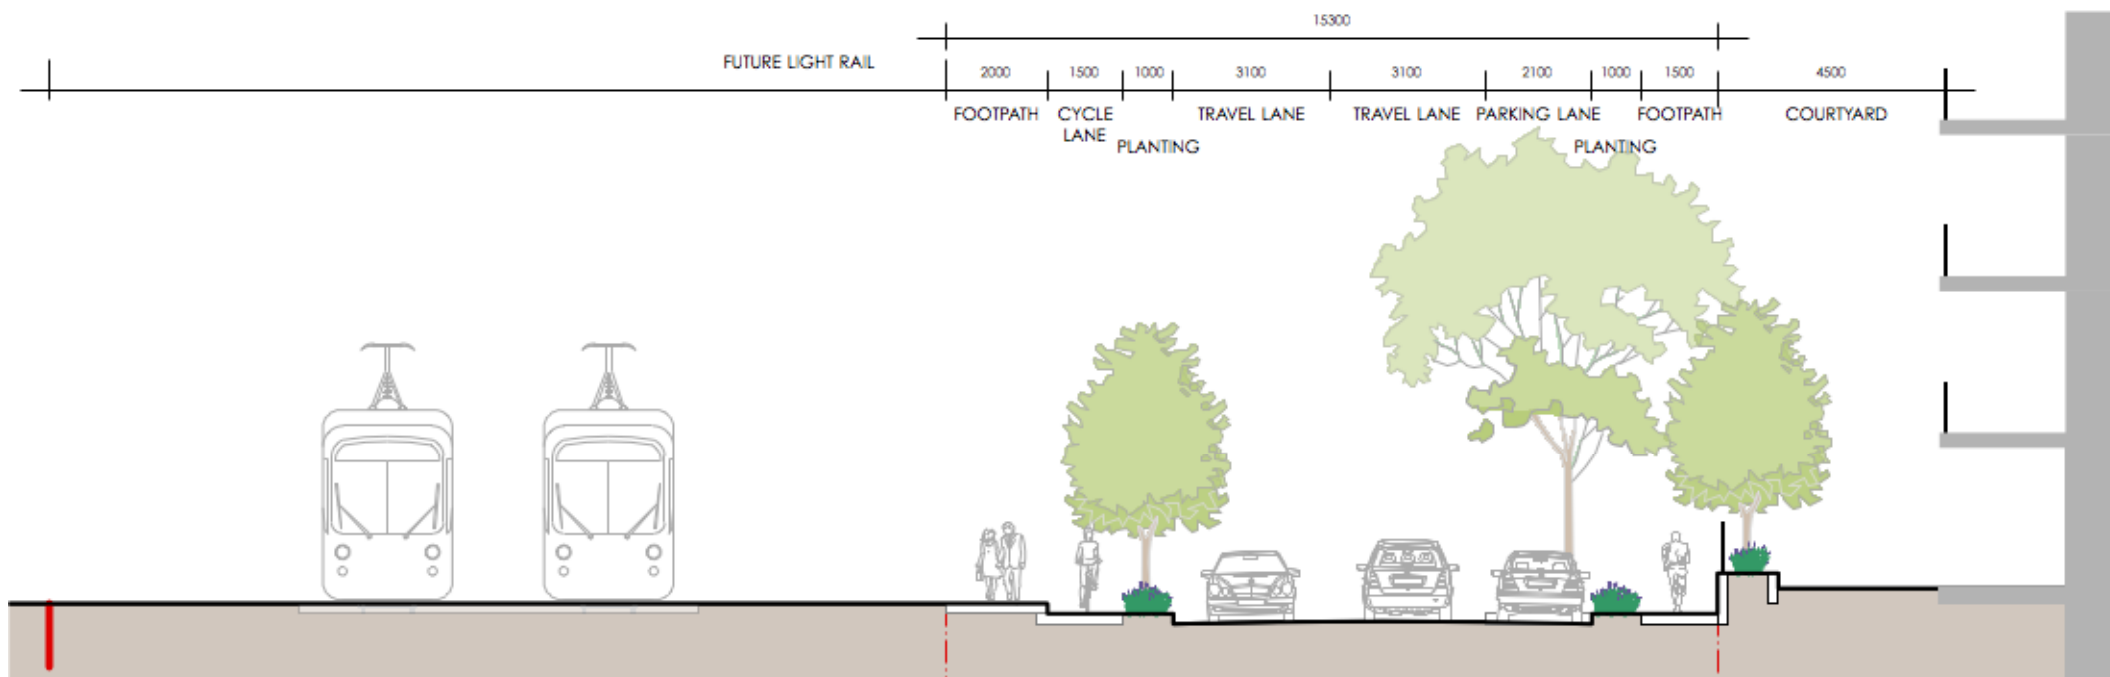 15300
FUTURE LIGHT RAIL
2000 1500 1000 3100 3100 2100 1000 1500 4500
FOOTPATH CYCLE LANE PLANTING TRAVEL LANE TRAVEL LANE PARKING LANE PLANTING FOOTPATH COURTYARD